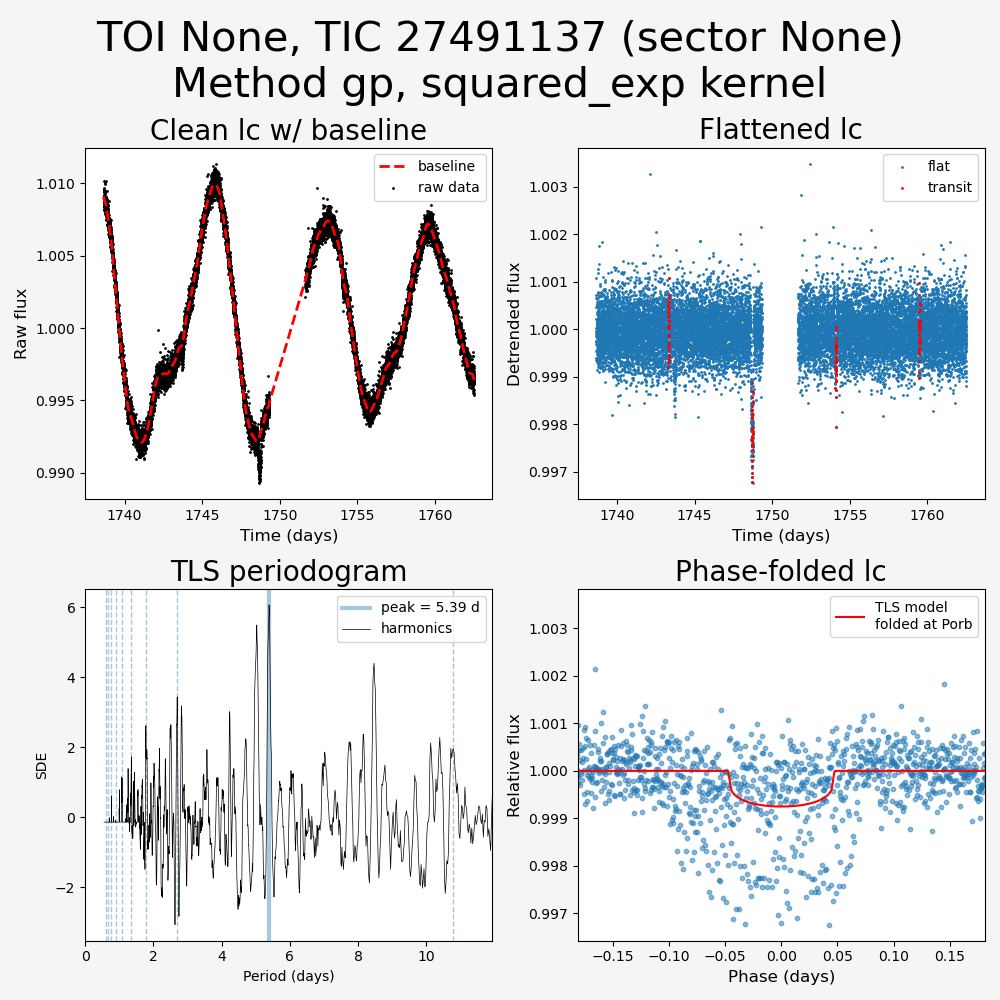 TOI None, TIC 27491137 (sector None)
Method gp, squared_exp kernel
Clean lc w/ baseline
baseline
raw data
Raw flux
1.010
1.005
1.000
0.995
0.990
1740
1745
1750
1755
1760
Time (days)
Flattened lc
flat
transit
Detrended flux
1.003
1.002
1.001
1.000
0.999
0.998
0.997
1740
1745
1750
1755
1760
Time (days)
TLS periodogram
peak = 5.39 d
harmonics
SDE
6
4
2
0
−2
0
2
4
6
8
10
Period (days)
Phase-folded lc
TLS model
folded at Porb
Relative flux
1.003
1.002
1.001
1.000
0.999
0.998
0.997
−0.15
−0.10
−0.05
0.00
0.05
0.10
0.15
Phase (days)